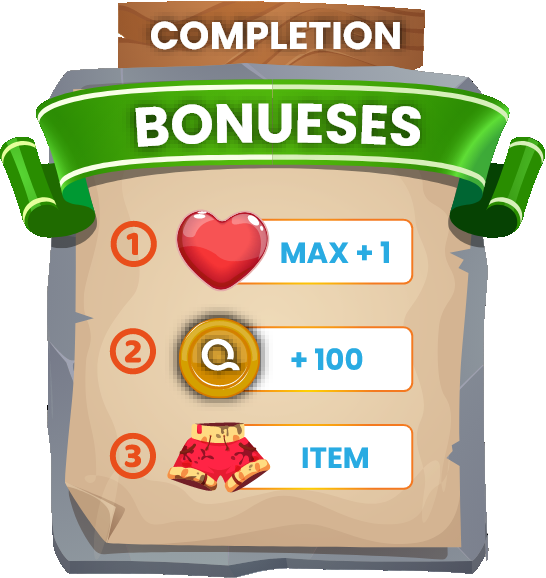 COMPLETION
BONUESES
1 MAX + 1
2 Q + 100
3 ITEM